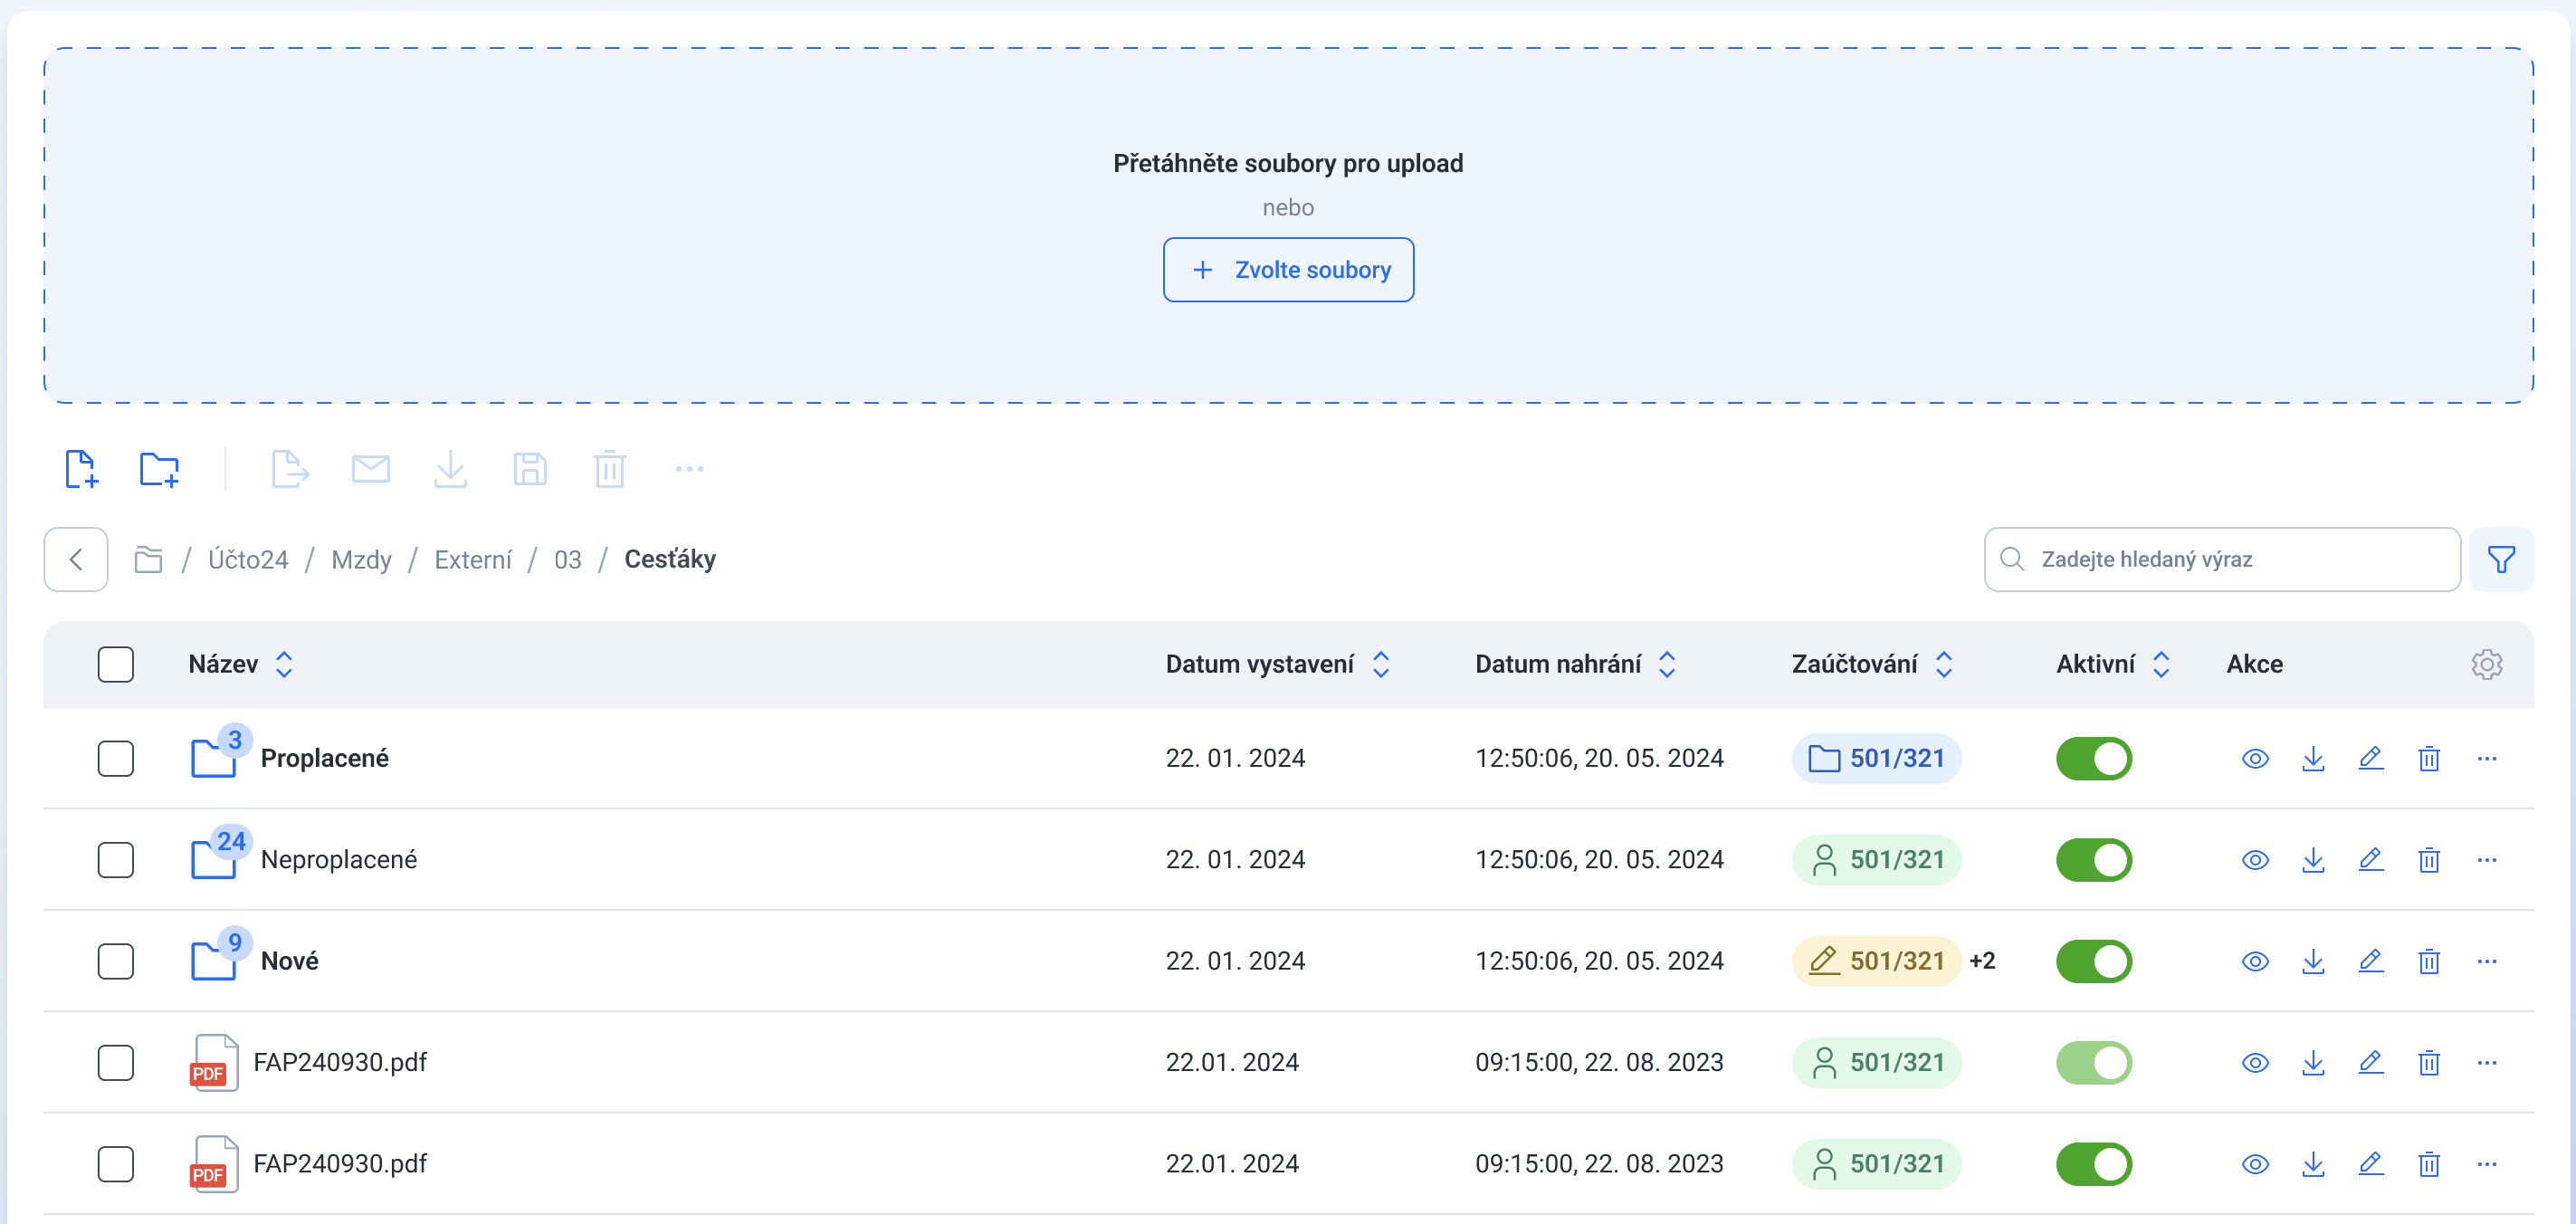 Přetáhněte soubory pro upload
nebo
+ Zvolte soubory
/ Účto24 / Mzdy / Externí / 03 / Cesťáky
Zadejte hledaný výraz
Název Datum vystavení Datum nahrání Zaúčtování Aktivní Akce
3 Proplacené 22. 01. 2024 12:50:06, 20. 05. 2024 501/321
24 Neproplacené 22. 01. 2024 12:50:06, 20. 05. 2024 501/321
9 Nové 22. 01. 2024 12:50:06, 20. 05. 2024 501/321 +2
PDF FAP240930.pdf 22.01. 2024 09:15:00, 22. 08. 2023 501/321
PDF FAP240930.pdf 22.01. 2024 09:15:00, 22. 08. 2023 501/321